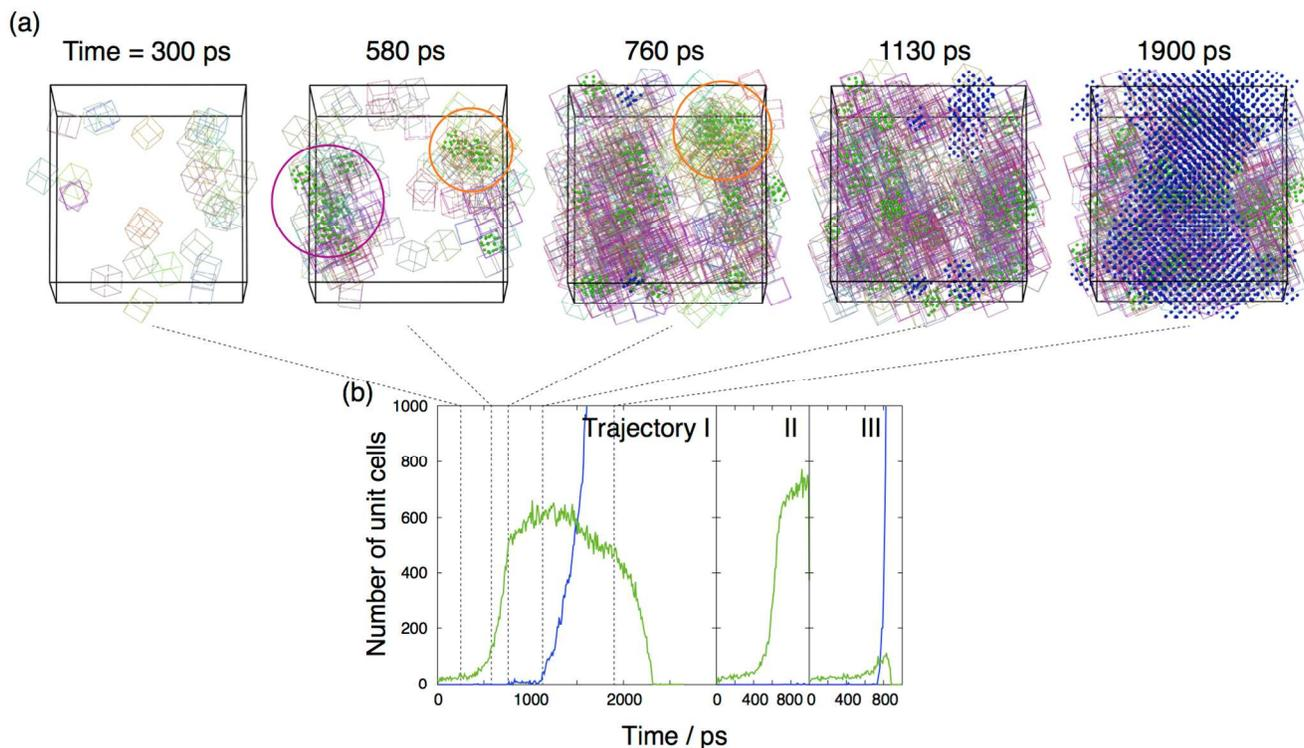 (a)
Time = 300 ps 580 ps 760 ps 1130 ps 1900 ps
(b)
Trajectory I II III
Number of unit cells
1000
800
600
400
200
0
0 1000 2000 0 400 800 0 400 800
Time / ps